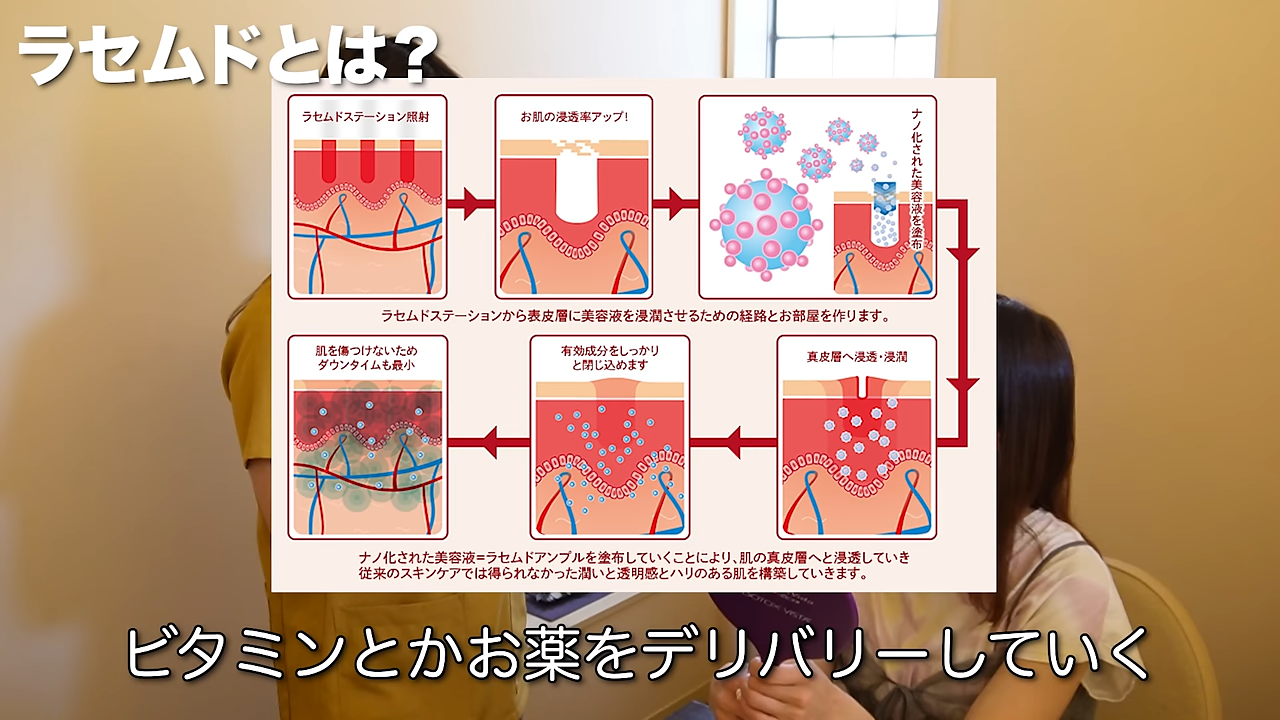 ラセムドとは?
ラセムドステーション照射
お肌の浸透率アップ!
ナノ化された美容液を塗布
ラセムドステーションから表皮層に美容液を浸潤させるための経路とお部屋を作ります。
肌を傷つけないため
ダウンタイムも最小
有効成分をしっかり
と閉じ込めます
真皮層へ浸透・浸潤
ナノ化された美容液=ラセムドアンプルを塗布していくことにより、肌の真皮層へと浸透していき
従来のスキンケアでは得られなかった潤いと透明感とハリのある肌を構築していきます。
BOTOX VISTA
ビタミンとかお薬をデリバリーしていく